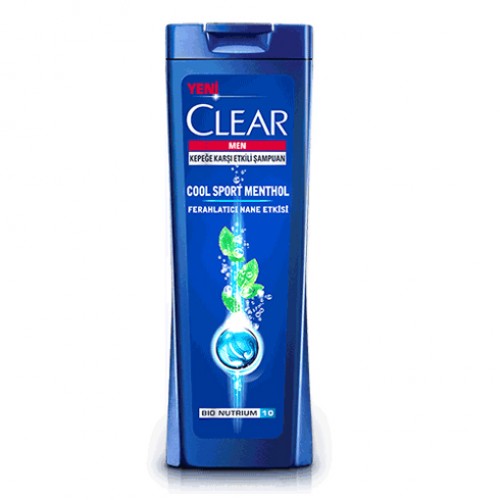 YENİ
CLEAR
MEN
KEPEĞE KARŞI ETKİLİ ŞAMPUAN
COOL SPORT MENTHOL
FERAHLATICI NANE ETKİSİ
BIO NUTRIUM 10